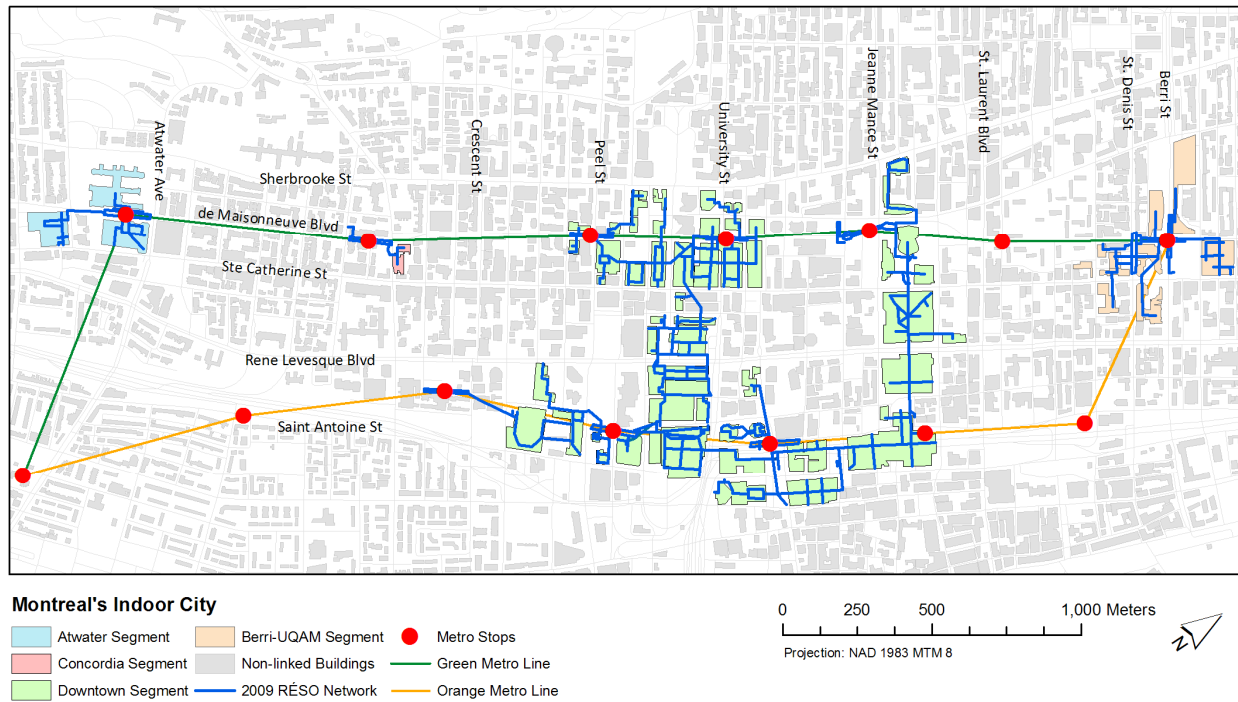 Atwater Ave
Sherbrooke St
de Maisonneuve Blvd
Ste Catherine St
Crescent St
Peel St
University St
Jeanne Mance St
St. Laurent Blvd
St. Denis St
Berri St
Rene Levesque Blvd
Saint Antoine St
Montreal's Indoor City
Atwater Segment
Concordia Segment
Downtown Segment
Berri-UQAM Segment
Non-linked Buildings
2009 RÉSO Network
Metro Stops
Green Metro Line
Orange Metro Line
0 250 500 1,000 Meters
Projection: NAD 1983 MTM 8
N